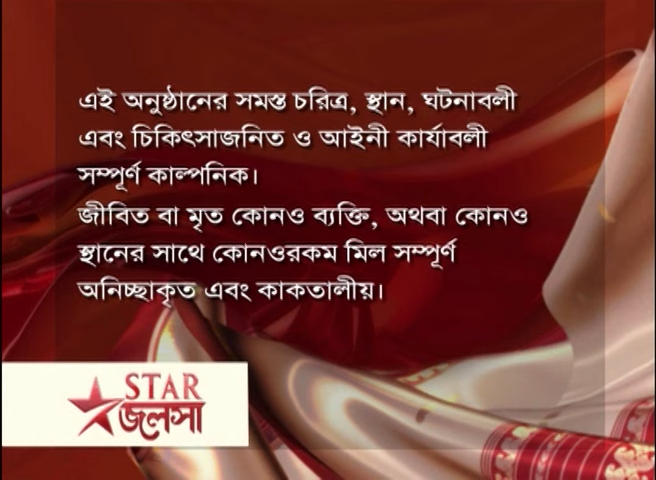 এই অনুষ্ঠানের সমস্ত চরিত্র, স্থান, ঘটনাবলী
এবং চিকিৎসাজনিত ও আইনী কার্যাবলী
সম্পূর্ণ কাল্পনিক।
জীবিত বা মৃত কোনও ব্যক্তি, অথবা কোনও
স্থানের সাথে কোনওরকম মিল সম্পূর্ণ
অনিচ্ছাকৃত এবং কাকতালীয়।
STAR
জলসা